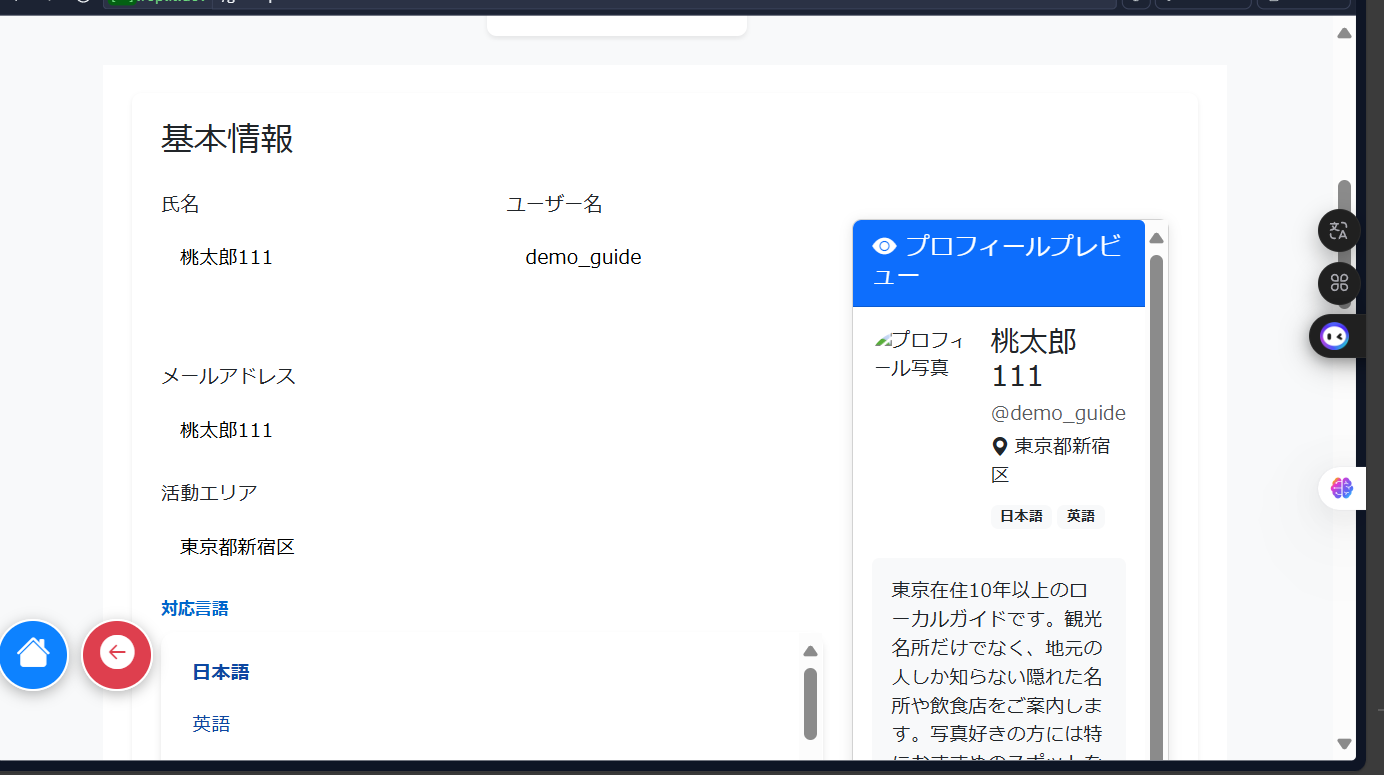 基本情報
氏名
ユーザー名
桃太郎111
demo_guide
メールアドレス
桃太郎111
活動エリア
東京都新宿区
対応言語
日本語
英語
プロフィールプレビ
ュー
プロフィ
ール写真
桃太郎
111
@demo_guide
東京都新宿
区
日本語
英語
東京在住10年以上のロ
ーカルガイドです。観光
名所だけでなく、地元の
人しか知らない隠れた名
所や飲食店をご案内しま
す。写真好きの方には特